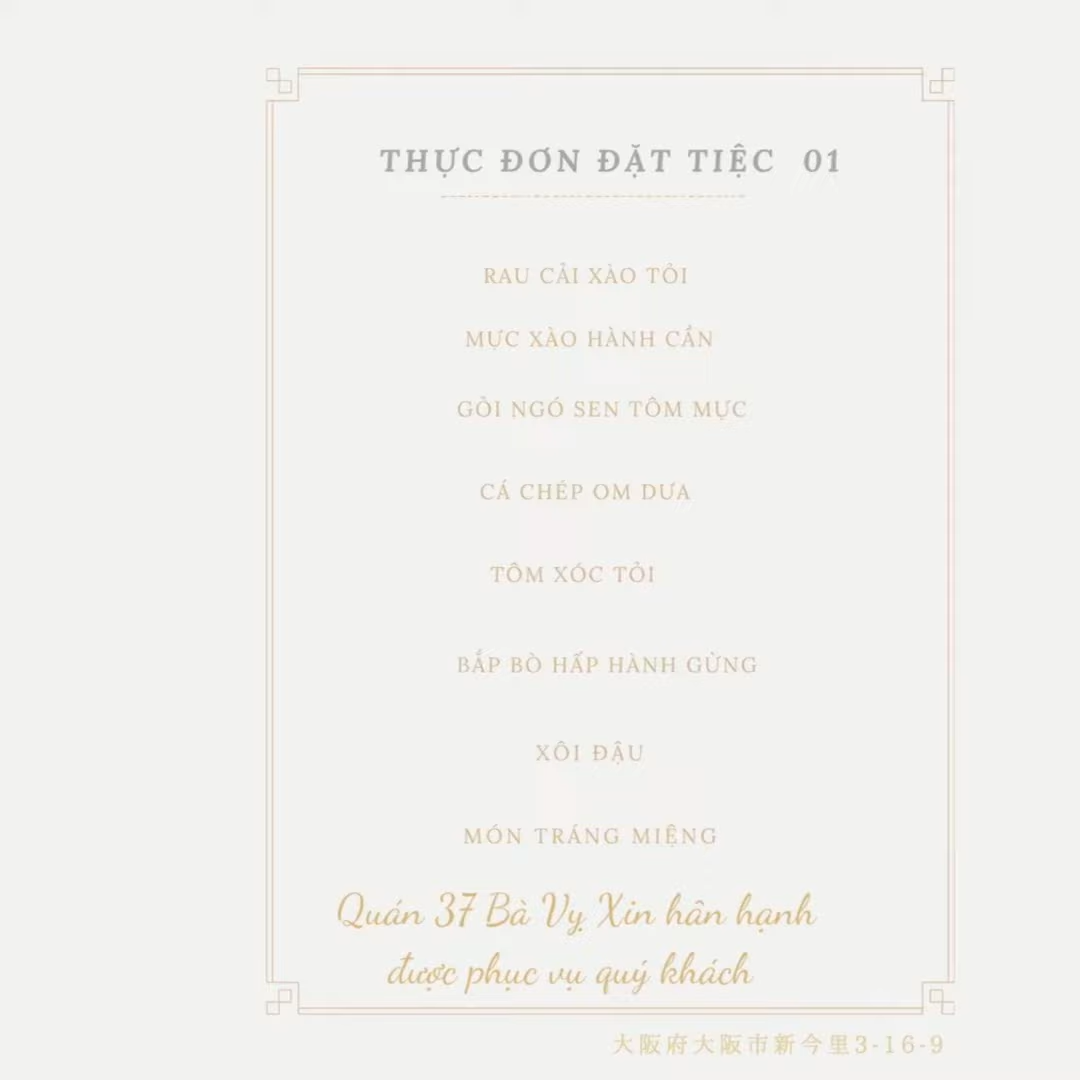 THỰC ĐƠN ĐẶT TIỆC 01
RAU CẢI XÀO TỎI
MỰC XÀO HÀNH CẦN
GỎI NGÓ SEN TÔM MỰC
CÁ CHÉP OM DƯA
TÔM XÓC TỎI
BẮP BÒ HẤP HÀNH GỪNG
XÔI ĐẬU
MÓN TRÁNG MIỆNG
Quán 37 Bà Vỵ Xin hân hạnh
được phục vụ quý khách
大阪府大阪市新今里3-16-9